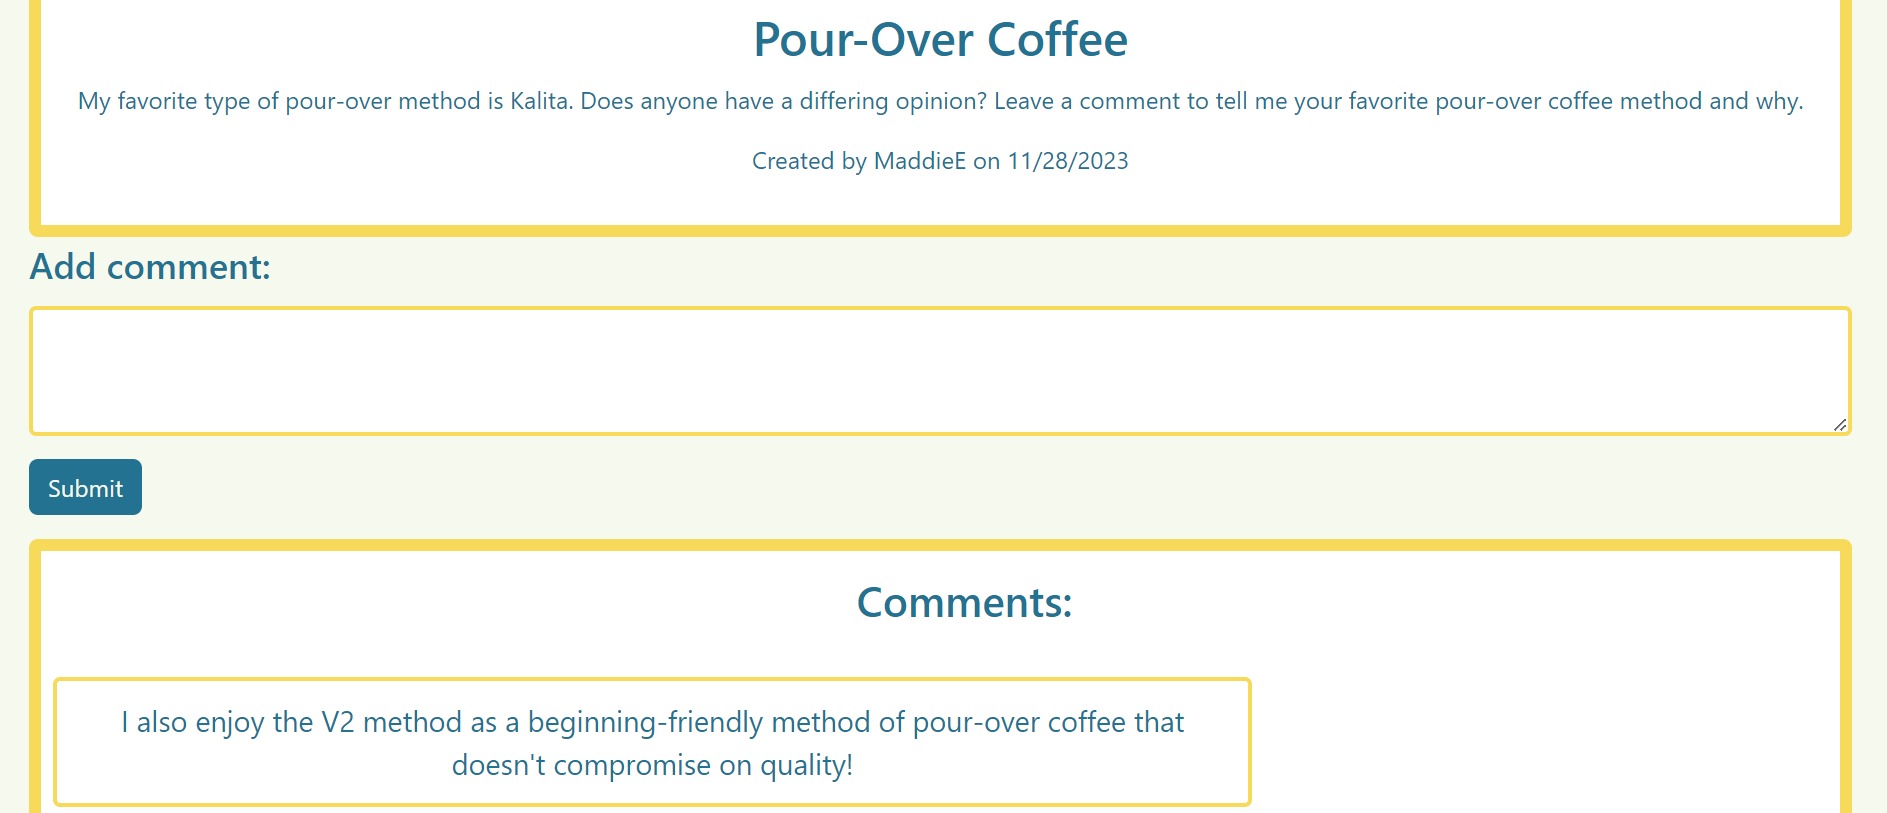 Pour-Over Coffee
My favorite type of pour-over method is Kalita. Does anyone have a differing opinion? Leave a comment to tell me your favorite pour-over coffee method and why.
Created by MaddieE on 11/28/2023
Add comment:
Submit
Comments:
I also enjoy the V2 method as a beginning-friendly method of pour-over coffee that
doesn't compromise on quality!